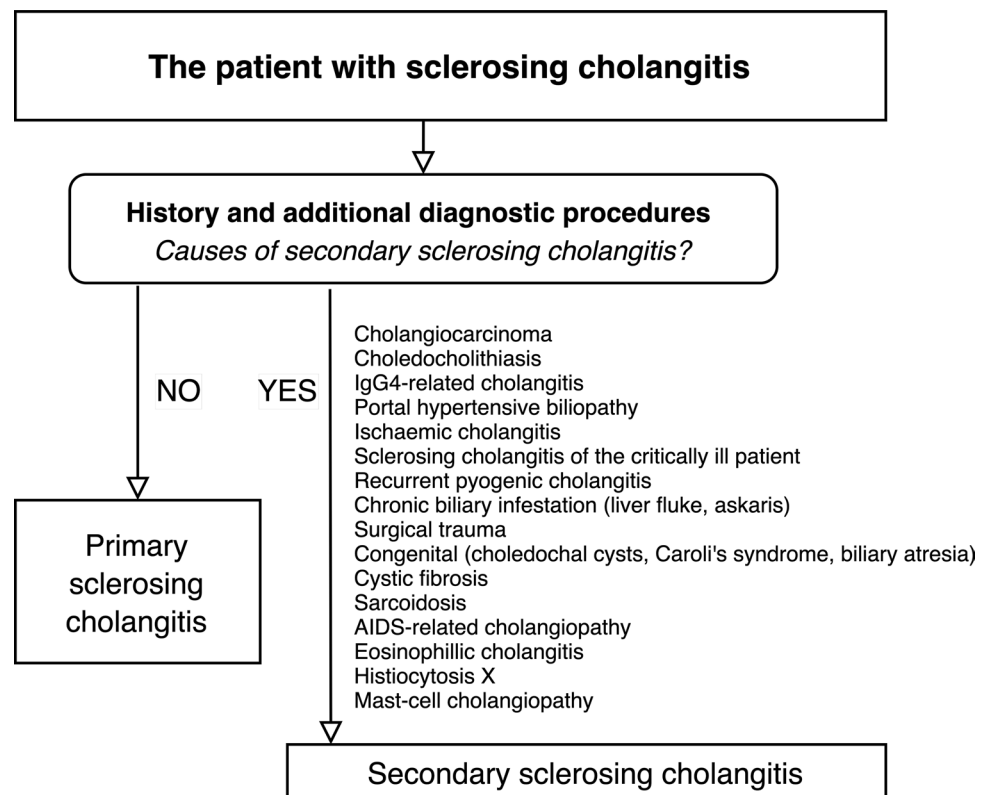 The patient with sclerosing cholangitis
History and additional diagnostic procedures
Causes of secondary sclerosing cholangitis?
NO
YES
Cholangiocarcinoma
Choledocholithiasis
IgG4-related cholangitis
Portal hypertensive biliopathy
Ischaemic cholangitis
Sclerosing cholangitis of the critically ill patient
Recurrent pyogenic cholangitis
Chronic biliary infestation (liver fluke, askaris)
Surgical trauma
Congenital (choledochal cysts, Caroli's syndrome, biliary atresia)
Cystic fibrosis
Sarcoidosis
AIDS-related cholangiopathy
Eosinophillic cholangitis
Histiocytosis X
Mast-cell cholangiopathy
Primary
sclerosing
cholangitis
Secondary sclerosing cholangitis